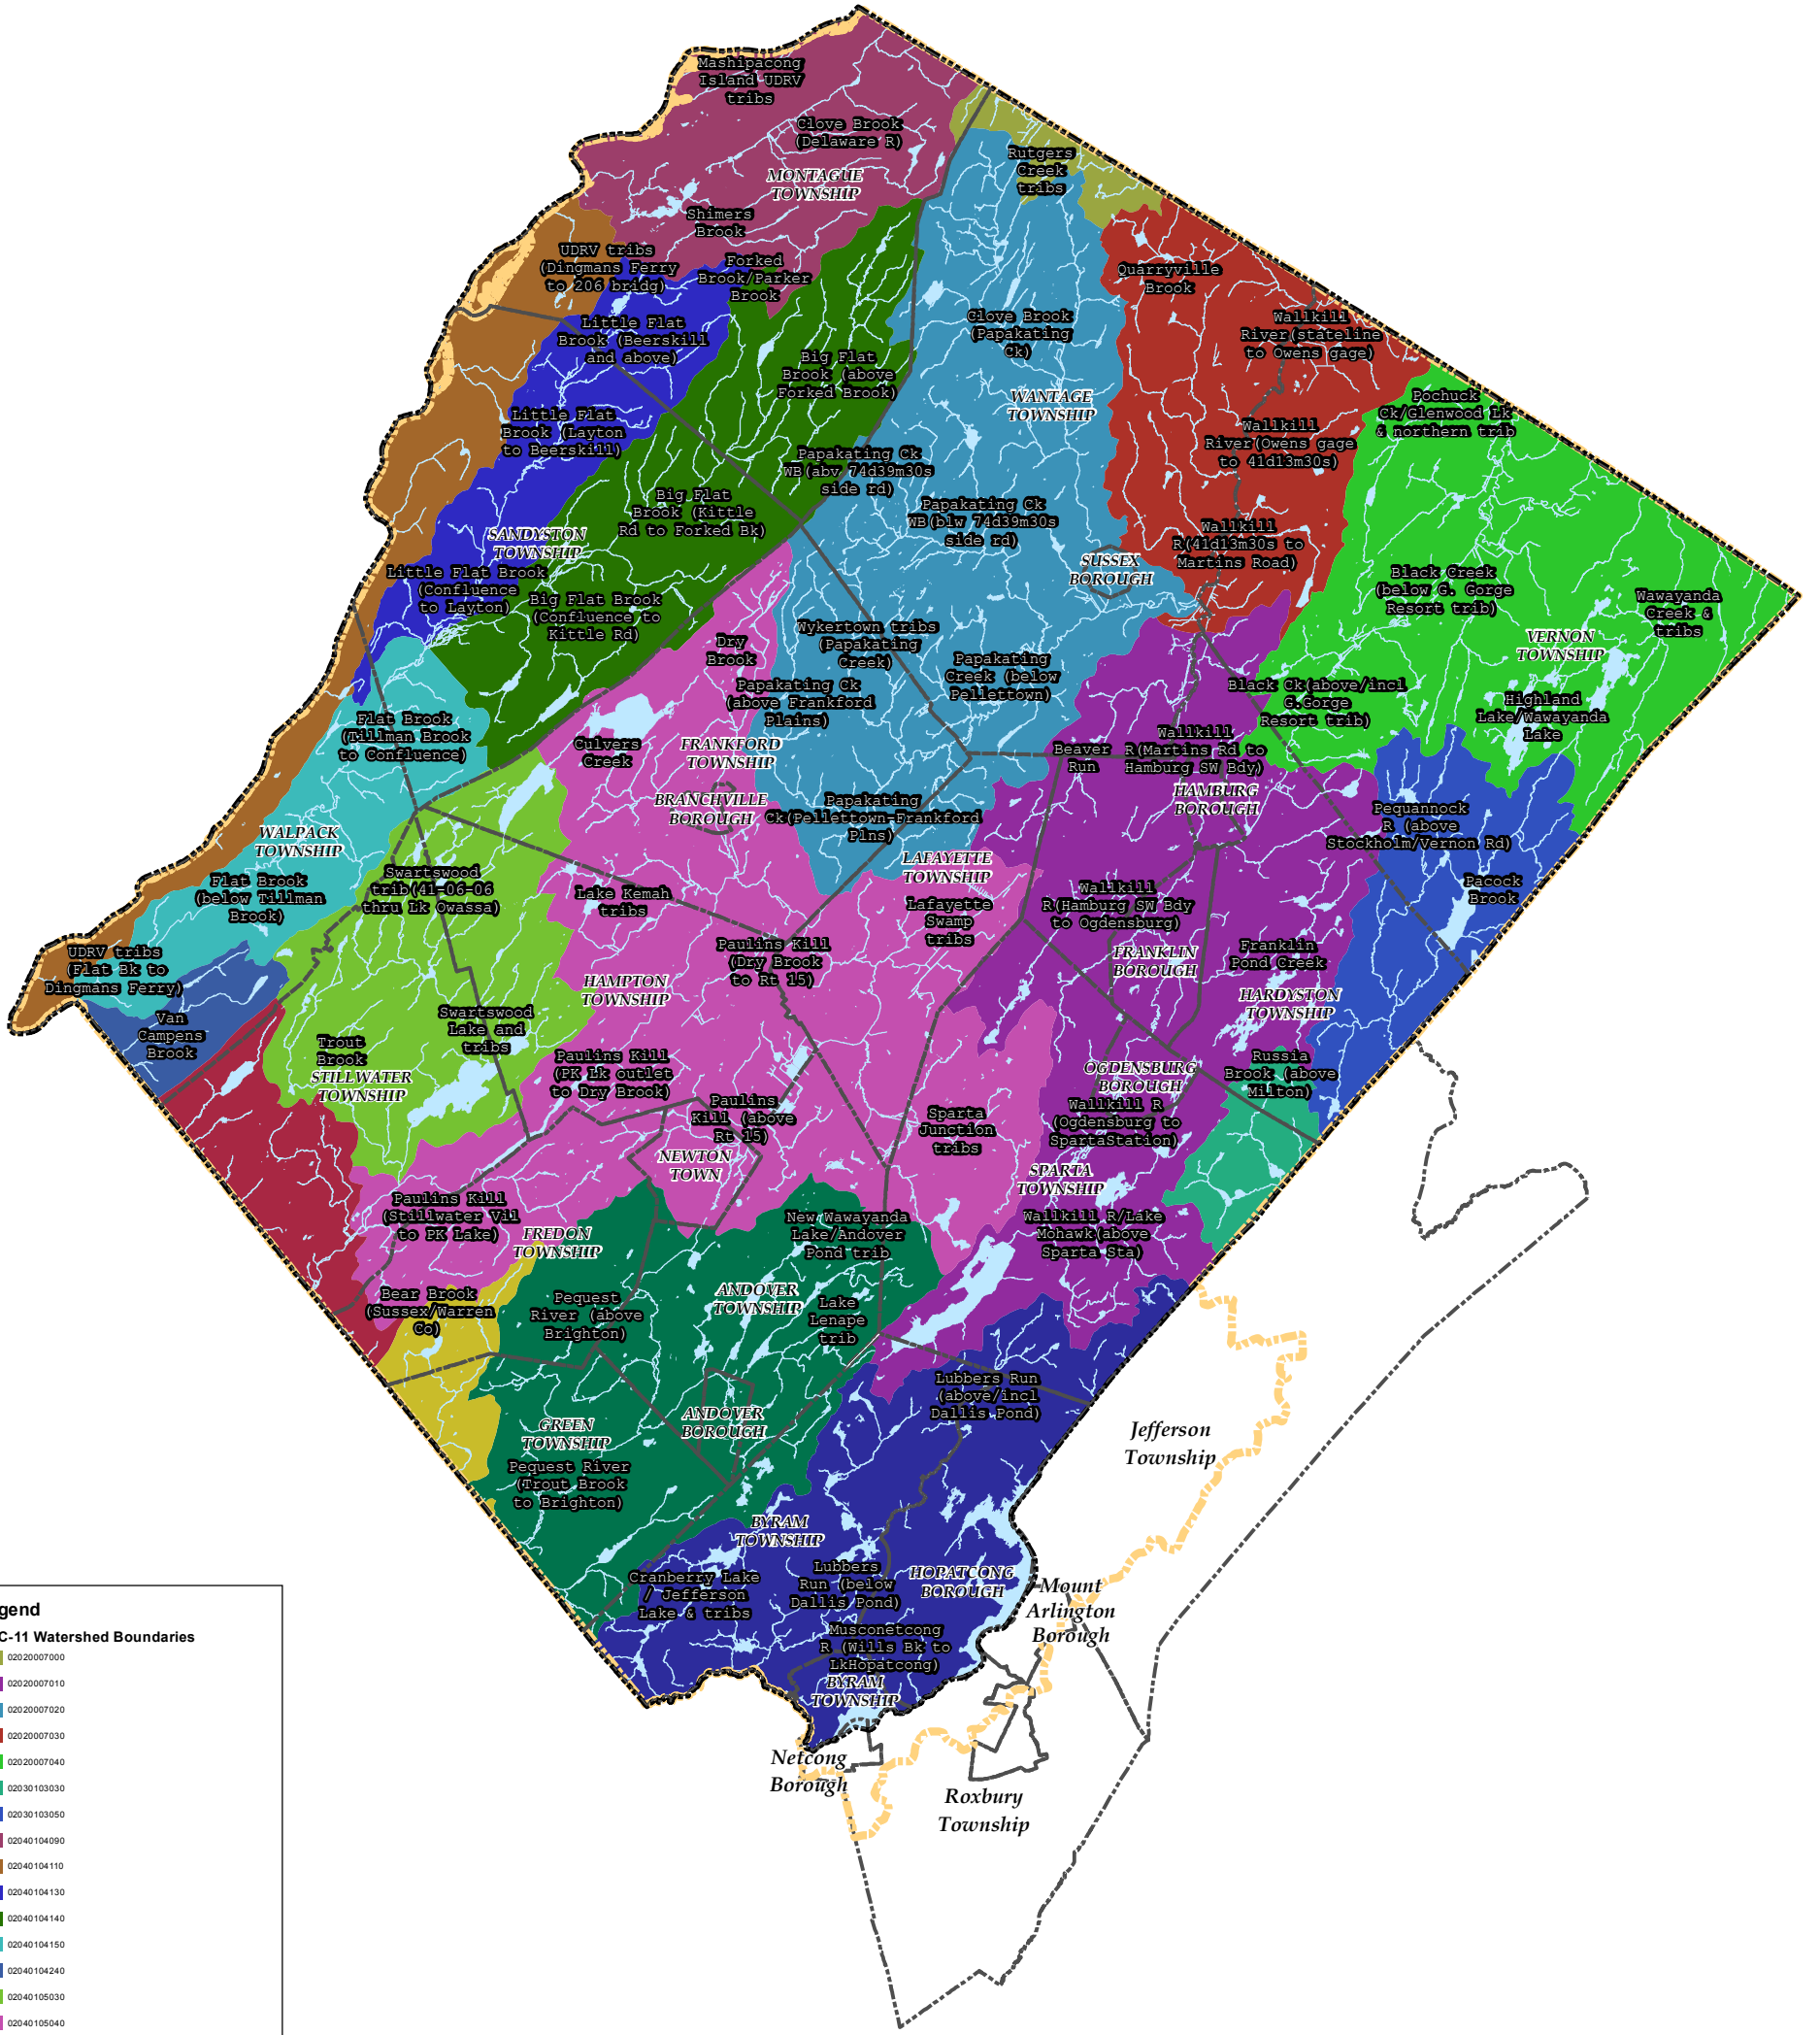 Mashipacong
Island UDRV
tribs
Clove Brook
(Delaware R)
MONTAGUE
TOWNSHIP
Rutgers
Creek
tribs
Shimers
Brook
UDRV tribs
(Dingmans Ferry
to 206 bridg)
Forked
Brook/Parker
Brook
Quarryville
Brook
Little Flat
Brook (Beerskill
and above)
Clove Brook
(Papakating
Ck)
Wallkill
River(stateline
to Owens gage)
Big Flat
Brook (above
Forked Brook)
WANTAGE
TOWNSHIP
Pochuck
Ck/Glenwood Lk
& northern trib
Little Flat
Brook (Layton
to Beerskill)
Wallkill
River(Owens gage
to 41d13m30s)
Papakating Ck
WB(abv 74d39m30s
side rd)
Big Flat
Brook (Kittle
Rd to Forked Bk)
Papakating Ck
WB(blw 74d39m30s
side rd)
SANDYSTON
TOWNSHIP
Wallkill
R(41d13m30s to
Martins Road)
SUSSEX
BOROUGH
Little Flat Brook
(Confluence
to Layton)
Black Creek
(below G. Gorge
Resort trib)
Wawayanda
Creek &
tribs
Big Flat Brook
(Confluence to
Kittle Rd)
Dry
Brook
Wykertown tribs
(Papakating
Creek)
VERNON
TOWNSHIP
Papakating
Creek (below
Pellettown)
Papakating Ck
(above Frankford
Plains)
Black Ck(above/incl
G.Gorge
Resort trib)
Highland
Lake/Wawayanda
Lake
Flat Brook
(Tillman Brook
to Confluence)
Culvers
Creek
FRANKFORD
TOWNSHIP
Beaver
Run
Wallkill
R(Martins Rd to
Hamburg SW Bdy)
BRANCHVILLE
BOROUGH
Papakating
Ck(Pellettown-Frankford
Plns)
HAMBURG
BOROUGH
Pequannock
R (above
Stockholm/Vernon Rd)
WALPACK
TOWNSHIP
LAFAYETTE
TOWNSHIP
Flat Brook
(below Tillman
Brook)
Swartswood
trib(41-06-06
thru Lk Owassa)
Lake Kemah
tribs
Lafayette
Swamp
tribs
Wallkill
R(Hamburg SW Bdy
to Ogdensburg)
Pacock
Brook
UDRV tribs
(Flat Bk to
Dingmans Ferry)
Paulins Kill
(Dry Brook
to Rt 15)
FRANKLIN
BOROUGH
Franklin
Pond Creek
HAMPTON
TOWNSHIP
HARDYSTON
TOWNSHIP
Van
Campens
Brook
Swartswood
Lake and
tribs
Trout
Brook
STILLWATER
TOWNSHIP
Paulins Kill
(PK Lk outlet
to Dry Brook)
OGDENSBURG
BOROUGH
Russia
Brook (above
Milton)
Paulins
Kill (above
Rt 15)
Sparta
Junction
tribs
Wallkill R
(Ogdensburg to
SpartaStation)
NEWTON
TOWN
SPARTA
TOWNSHIP
Paulins Kill
(Stillwater Vil
to PK Lake)
FREDON
TOWNSHIP
New Wawayanda
Lake/Andover
Pond trib
Wallkill R/Lake
Mohawk(above
Sparta Sta)
Bear Brook
(Sussex/Warren
Co)
Pequest
River (above
Brighton)
ANDOVER
TOWNSHIP
Lake
Lenape
trib
Lubbers Run
(above/incl
Dallis Pond)
GREEN
TOWNSHIP
ANDOVER
BOROUGH
Jefferson
Township
Pequest River
(Trout Brook
to Brighton)
BYRAM
TOWNSHIP
Cranberry Lake
/ Jefferson
Lake & tribs
Lubbers
Run (below
Dallis Pond)
HOPATCONG
BOROUGH
Mount
Arlington
Borough
Musconetcong
R (Wills Bk to
LkHopatcong)
BYRAM
TOWNSHIP
Netcong
Borough
Roxbury
Township
gend
C-11 Watershed Boundaries
02020007000
02020007010
02020007020
02020007030
02020007040
02030103030
02030103050
02040104090
02040104110
02040104130
02040104140
02040104150
02040104240
02040105030
02040105040